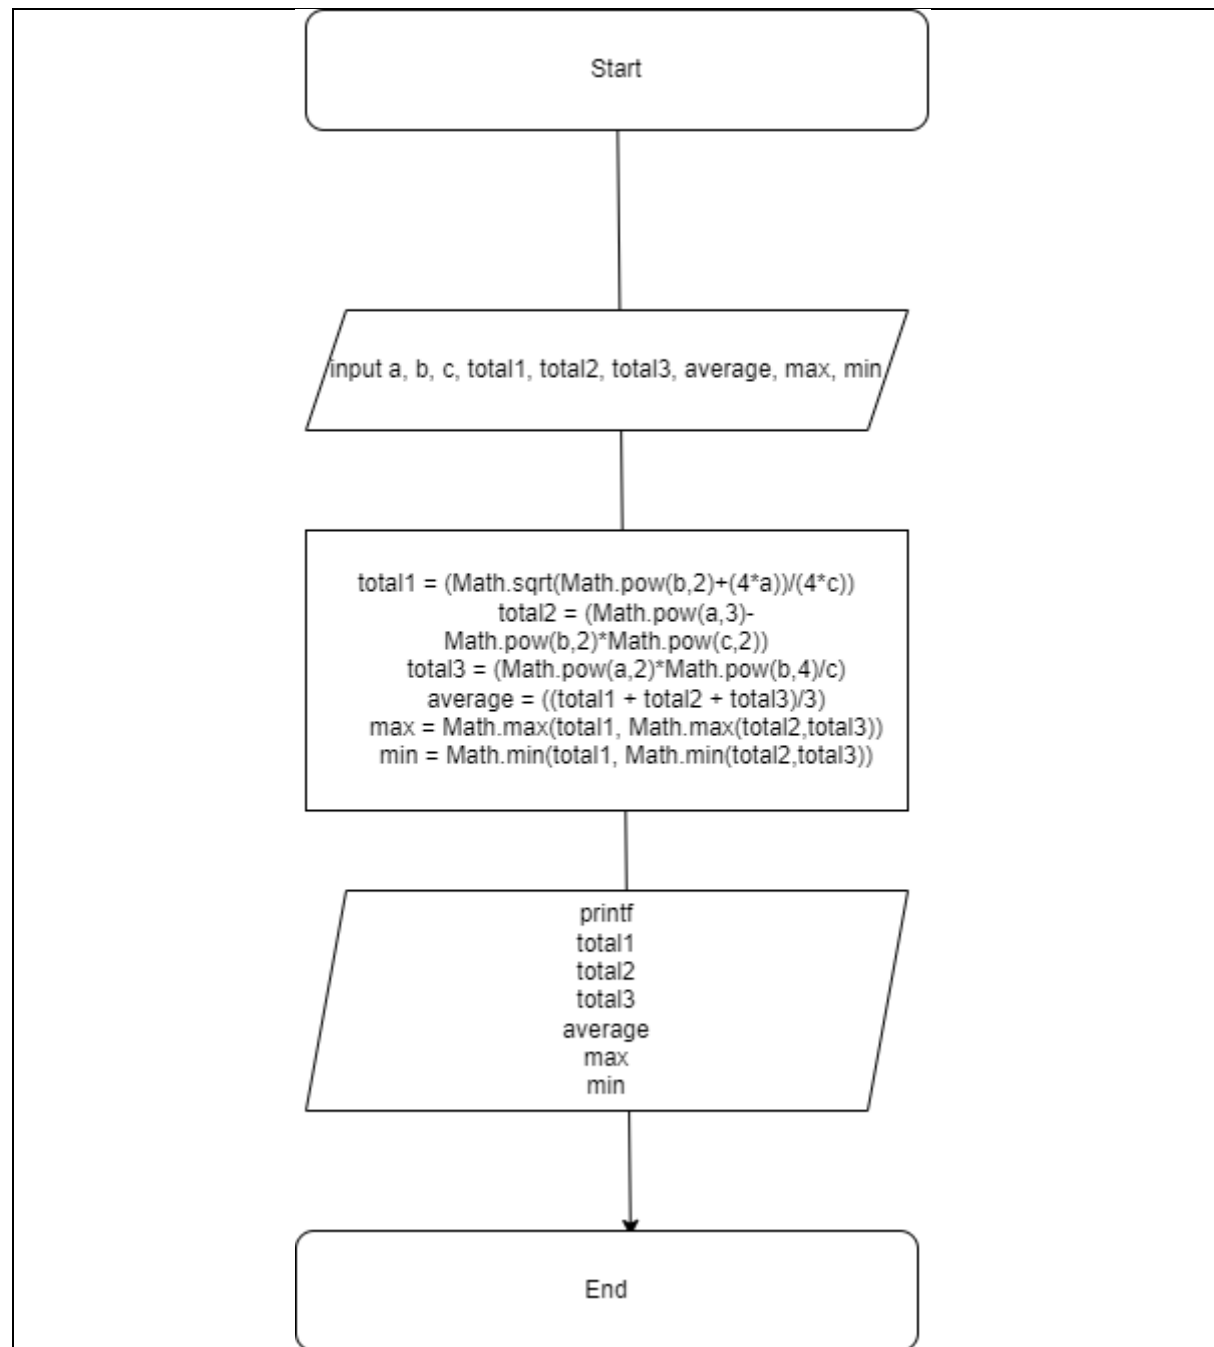 Start
input a, b, c, total1, total2, total3, average, max, min
total1 = (Math.sqrt(Math.pow(b,2)+(4*a))/(4*c))
total2 = (Math.pow(a,3)-
Math.pow(b,2)*Math.pow(c,2))
total3 = (Math.pow(a,2)*Math.pow(b,4)/c)
average = ((total1 + total2 + total3)/3)
max = Math.max(total1, Math.max(total2,total3))
min = Math.min(total1, Math.min(total2,total3))
printf
total1
total2
total3
average
max
min
End